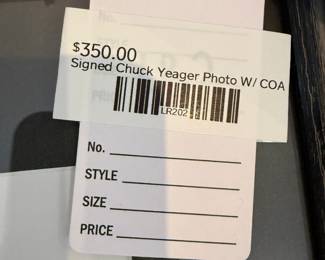 $350.00
Signed Chuck Yeager Photo W/ COA
LR202
No.
STYLE
SIZE
PRICE